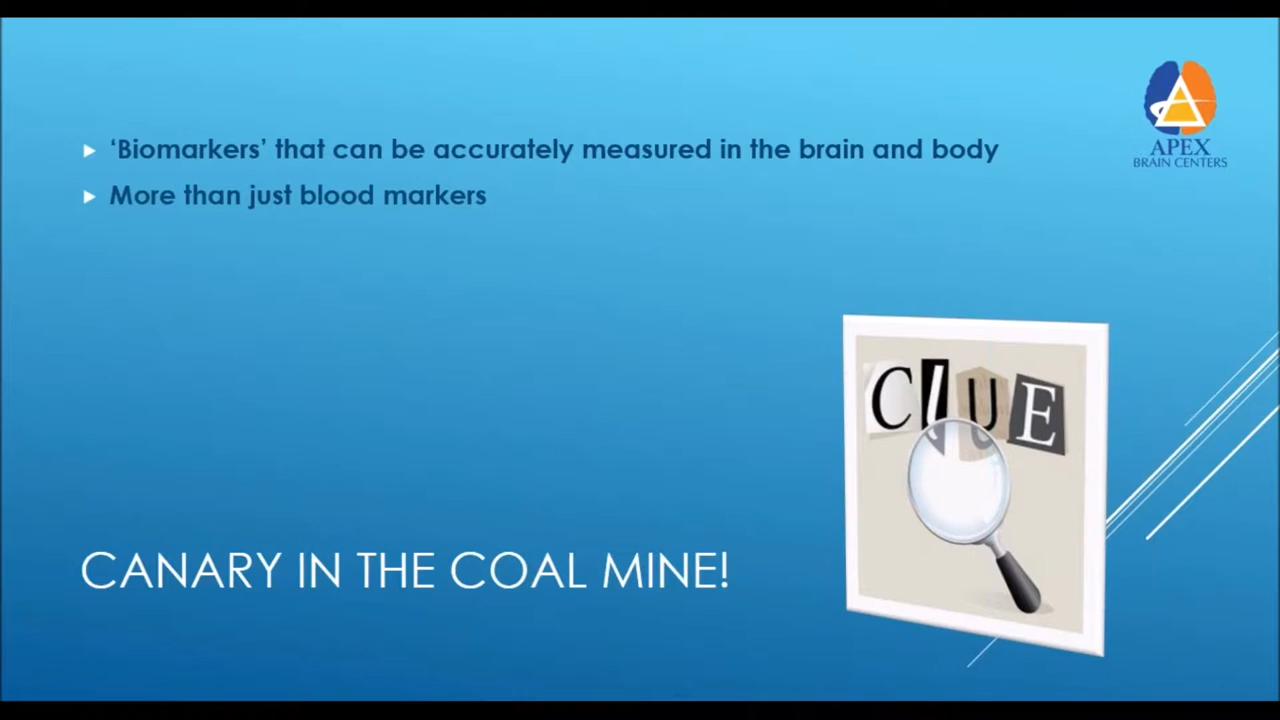 ‘Biomarkers’ that can be accurately measured in the brain and body
More than just blood markers
APEX
BRAIN CENTERS
CLUE
CANARY IN THE COAL MINE!